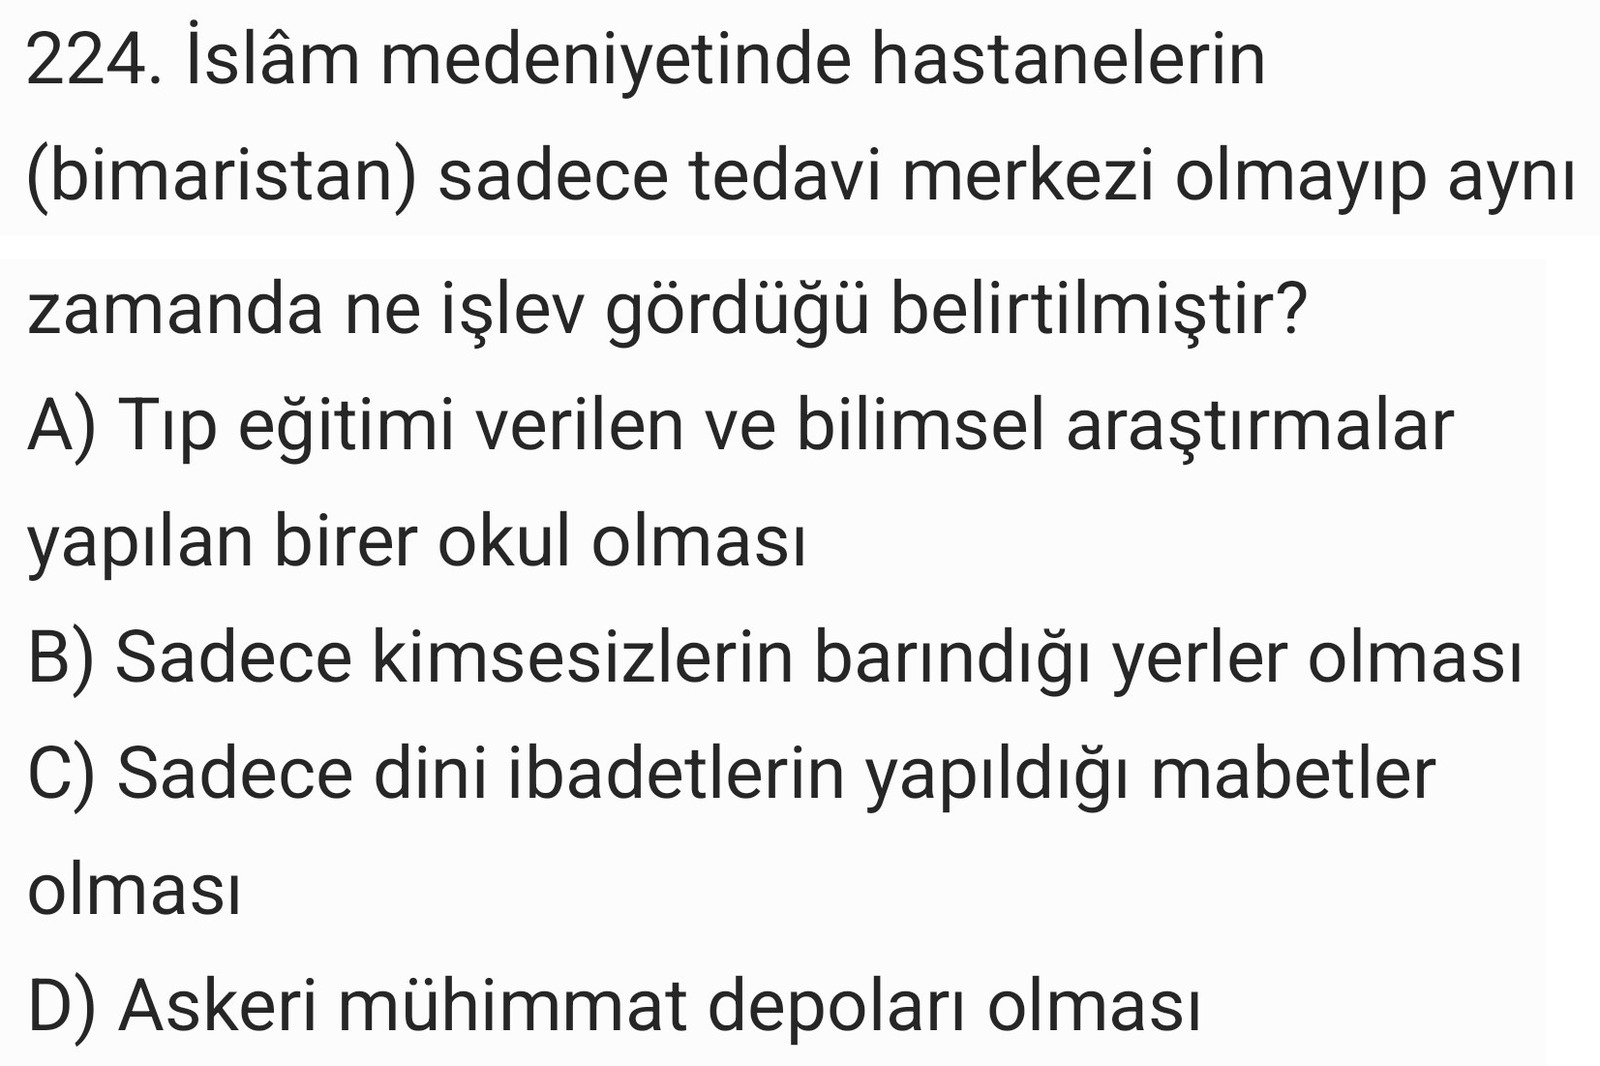 224. İslâm medeniyetinde hastanelerin
(bimaristan) sadece tedavi merkezi olmayıp aynı
zamanda ne işlev gördüğü belirtilmiştir?
A) Tıp eğitimi verilen ve bilimsel araştırmalar
yapılan birer okul olması
B) Sadece kimsesizlerin barındığı yerler olması
C) Sadece dini ibadetlerin yapıldığı mabetler
olması
D) Askeri mühimmat depoları olması